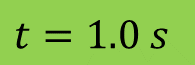 t = 1.0 s